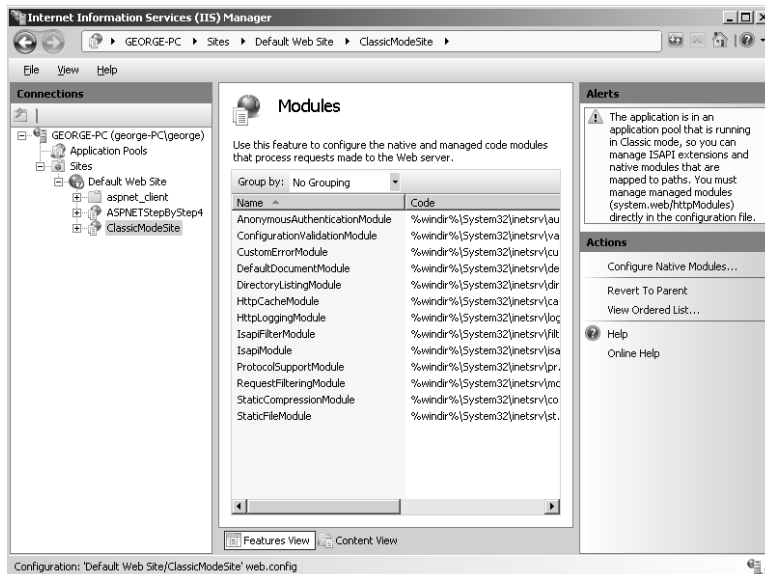 Internet Information Services (IIS) Manager
GEORGE-PC Sites Default Web Site ClassicModeSite
File View Help
Connections
GEORGE-PC (george-PC\george)
Application Pools
Sites
Default Web Site
aspnet_client
ASPNETStepByStep4
ClassicModeSite
Modules
Use this feature to configure the native and managed code modules
that process requests made to the Web server.
Group by: No Grouping
Name Code
AnonymousAuthenticationModule %windir%\System32\inetsrv\au
ConfigurationValidationModule %windir%\System32\inetsrv\va
CustomErrorModule %windir%\System32\inetsrv\cu
DefaultDocumentModule %windir%\System32\inetsrv\de
DirectoryListingModule %windir%\System32\inetsrv\dir
HttpCacheModule %windir%\System32\inetsrv\ca
HttpLoggingModule %windir%\System32\inetsrv\log
IsapiFilterModule %windir%\System32\inetsrv\filt
IsapiModule %windir%\System32\inetsrv\isa
ProtocolSupportModule %windir%\System32\inetsrv\pr.
RequestFilteringModule %windir%\System32\inetsrv\mo
StaticCompressionModule %windir%\System32\inetsrv\co
StaticFileModule %windir%\System32\inetsrv\st.
Features View Content View
Alerts
The application is in an
application pool that is running
in Classic mode, so you can
manage ISAPI extensions and
native modules that are
mapped to paths. You must
manage managed modules
(system.web/httpModules)
directly in the configuration file.
Actions
Configure Native Modules...
Revert To Parent
View Ordered List...
Help
Online Help
Configuration: 'Default Web Site/ClassicModeSite' web.config